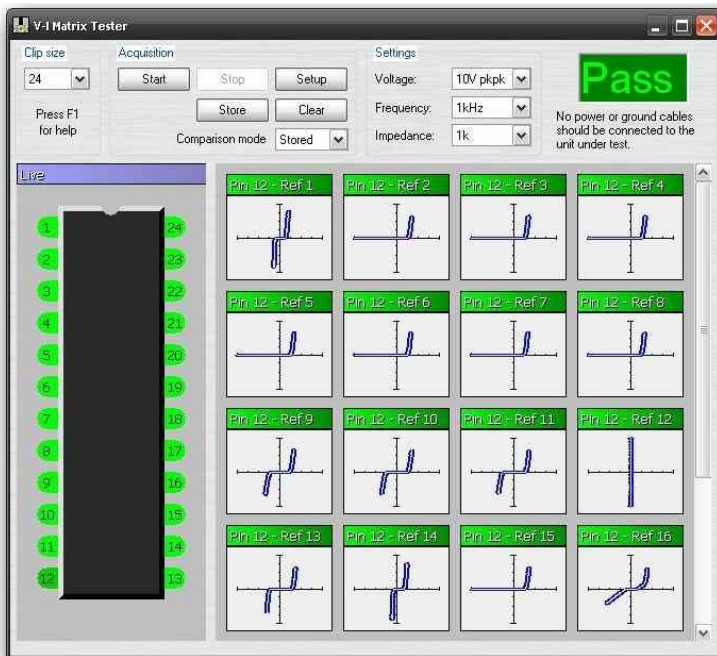 V-I Matrix Tester
Clip size
24
Press F1
for help
Acquisition
Start
Stop
Setup
Store
Clear
Comparison mode
Stored
Settings
Voltage:
10V pkpk
Frequency:
1kHz
Impedance:
1k
Pass
No power or ground cables
should be connected to the
unit under test.
Live
1
24
2
23
3
22
4
21
5
20
6
19
7
18
8
17
9
16
10
15
11
14
12
13
Pin 12 - Ref 1
Pin 12 - Ref 2
Pin 12 - Ref 3
Pin 12 - Ref 4
Pin 12 - Ref 5
Pin 12 - Ref 6
Pin 12 - Ref 7
Pin 12 - Ref 8
Pin 12 - Ref 9
Pin 12 - Ref 10
Pin 12 - Ref 11
Pin 12 - Ref 12
Pin 12 - Ref 13
Pin 12 - Ref 14
Pin 12 - Ref 15
Pin 12 - Ref 16